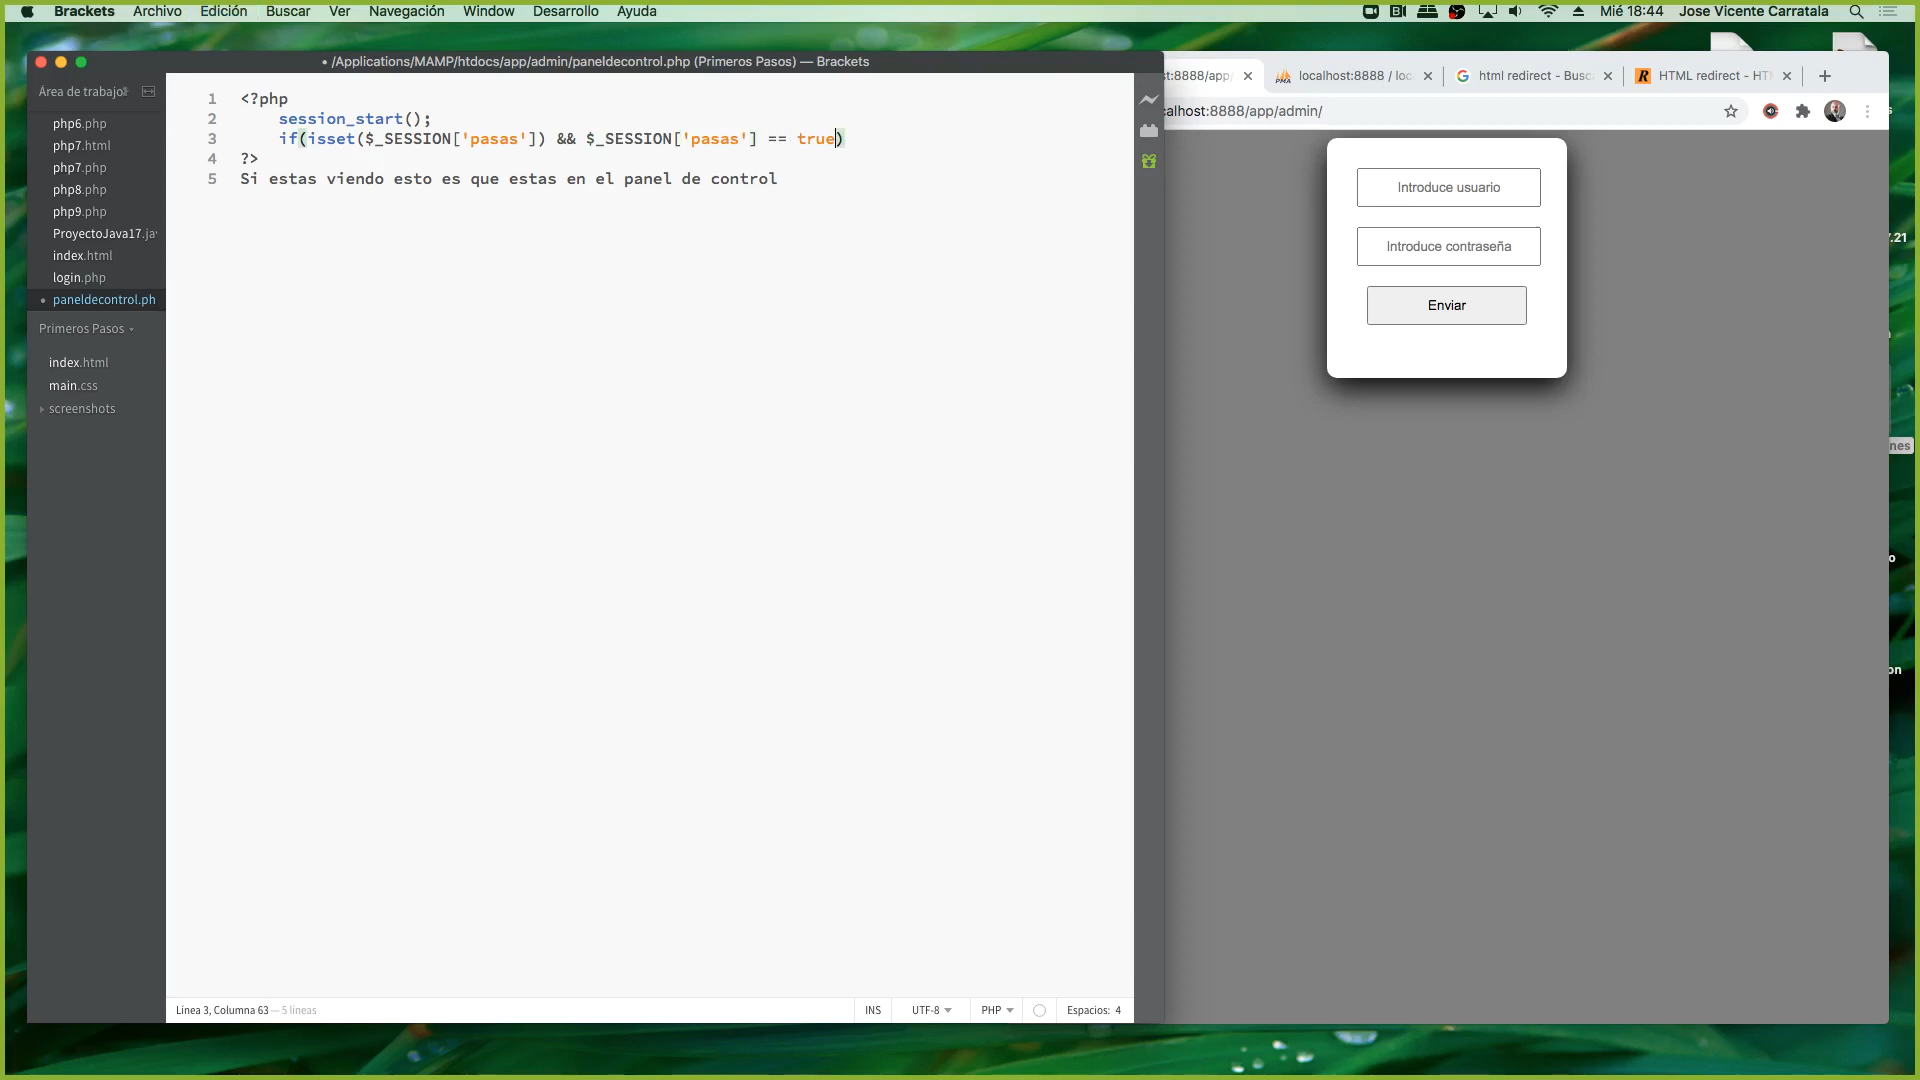 Brackets Archivo Edición Buscar Ver Navegación Window Desarrollo Ayuda
Mié 18:44 Jose Vicente Carratala
• /Applications/MAMP/htdocs/app/admin/paneldecontrol.php (Primeros Pasos) — Brackets
Área de trabajo
php6.php
php7.html
php7.php
php8.php
php9.php
ProyectoJava17.ja
index.html
login.php
paneldecontrol.ph
Primeros Pasos
index.html
main.css
screenshots
1 <?php
2 session_start();
3 if(isset($_SESSION['pasas']) && $_SESSION['pasas'] == true)
4 ?>
5 Si estas viendo esto es que estas en el panel de control
Línea 3, Columna 63 — 5 líneas
INS UTF-8 PHP Espacios: 4
st:8888/app/
localhost:8888 / loc
html redirect - Busc
HTML redirect - HT
alhost:8888/app/admin/
Introduce usuario
Introduce contraseña
Enviar
7.21
nes